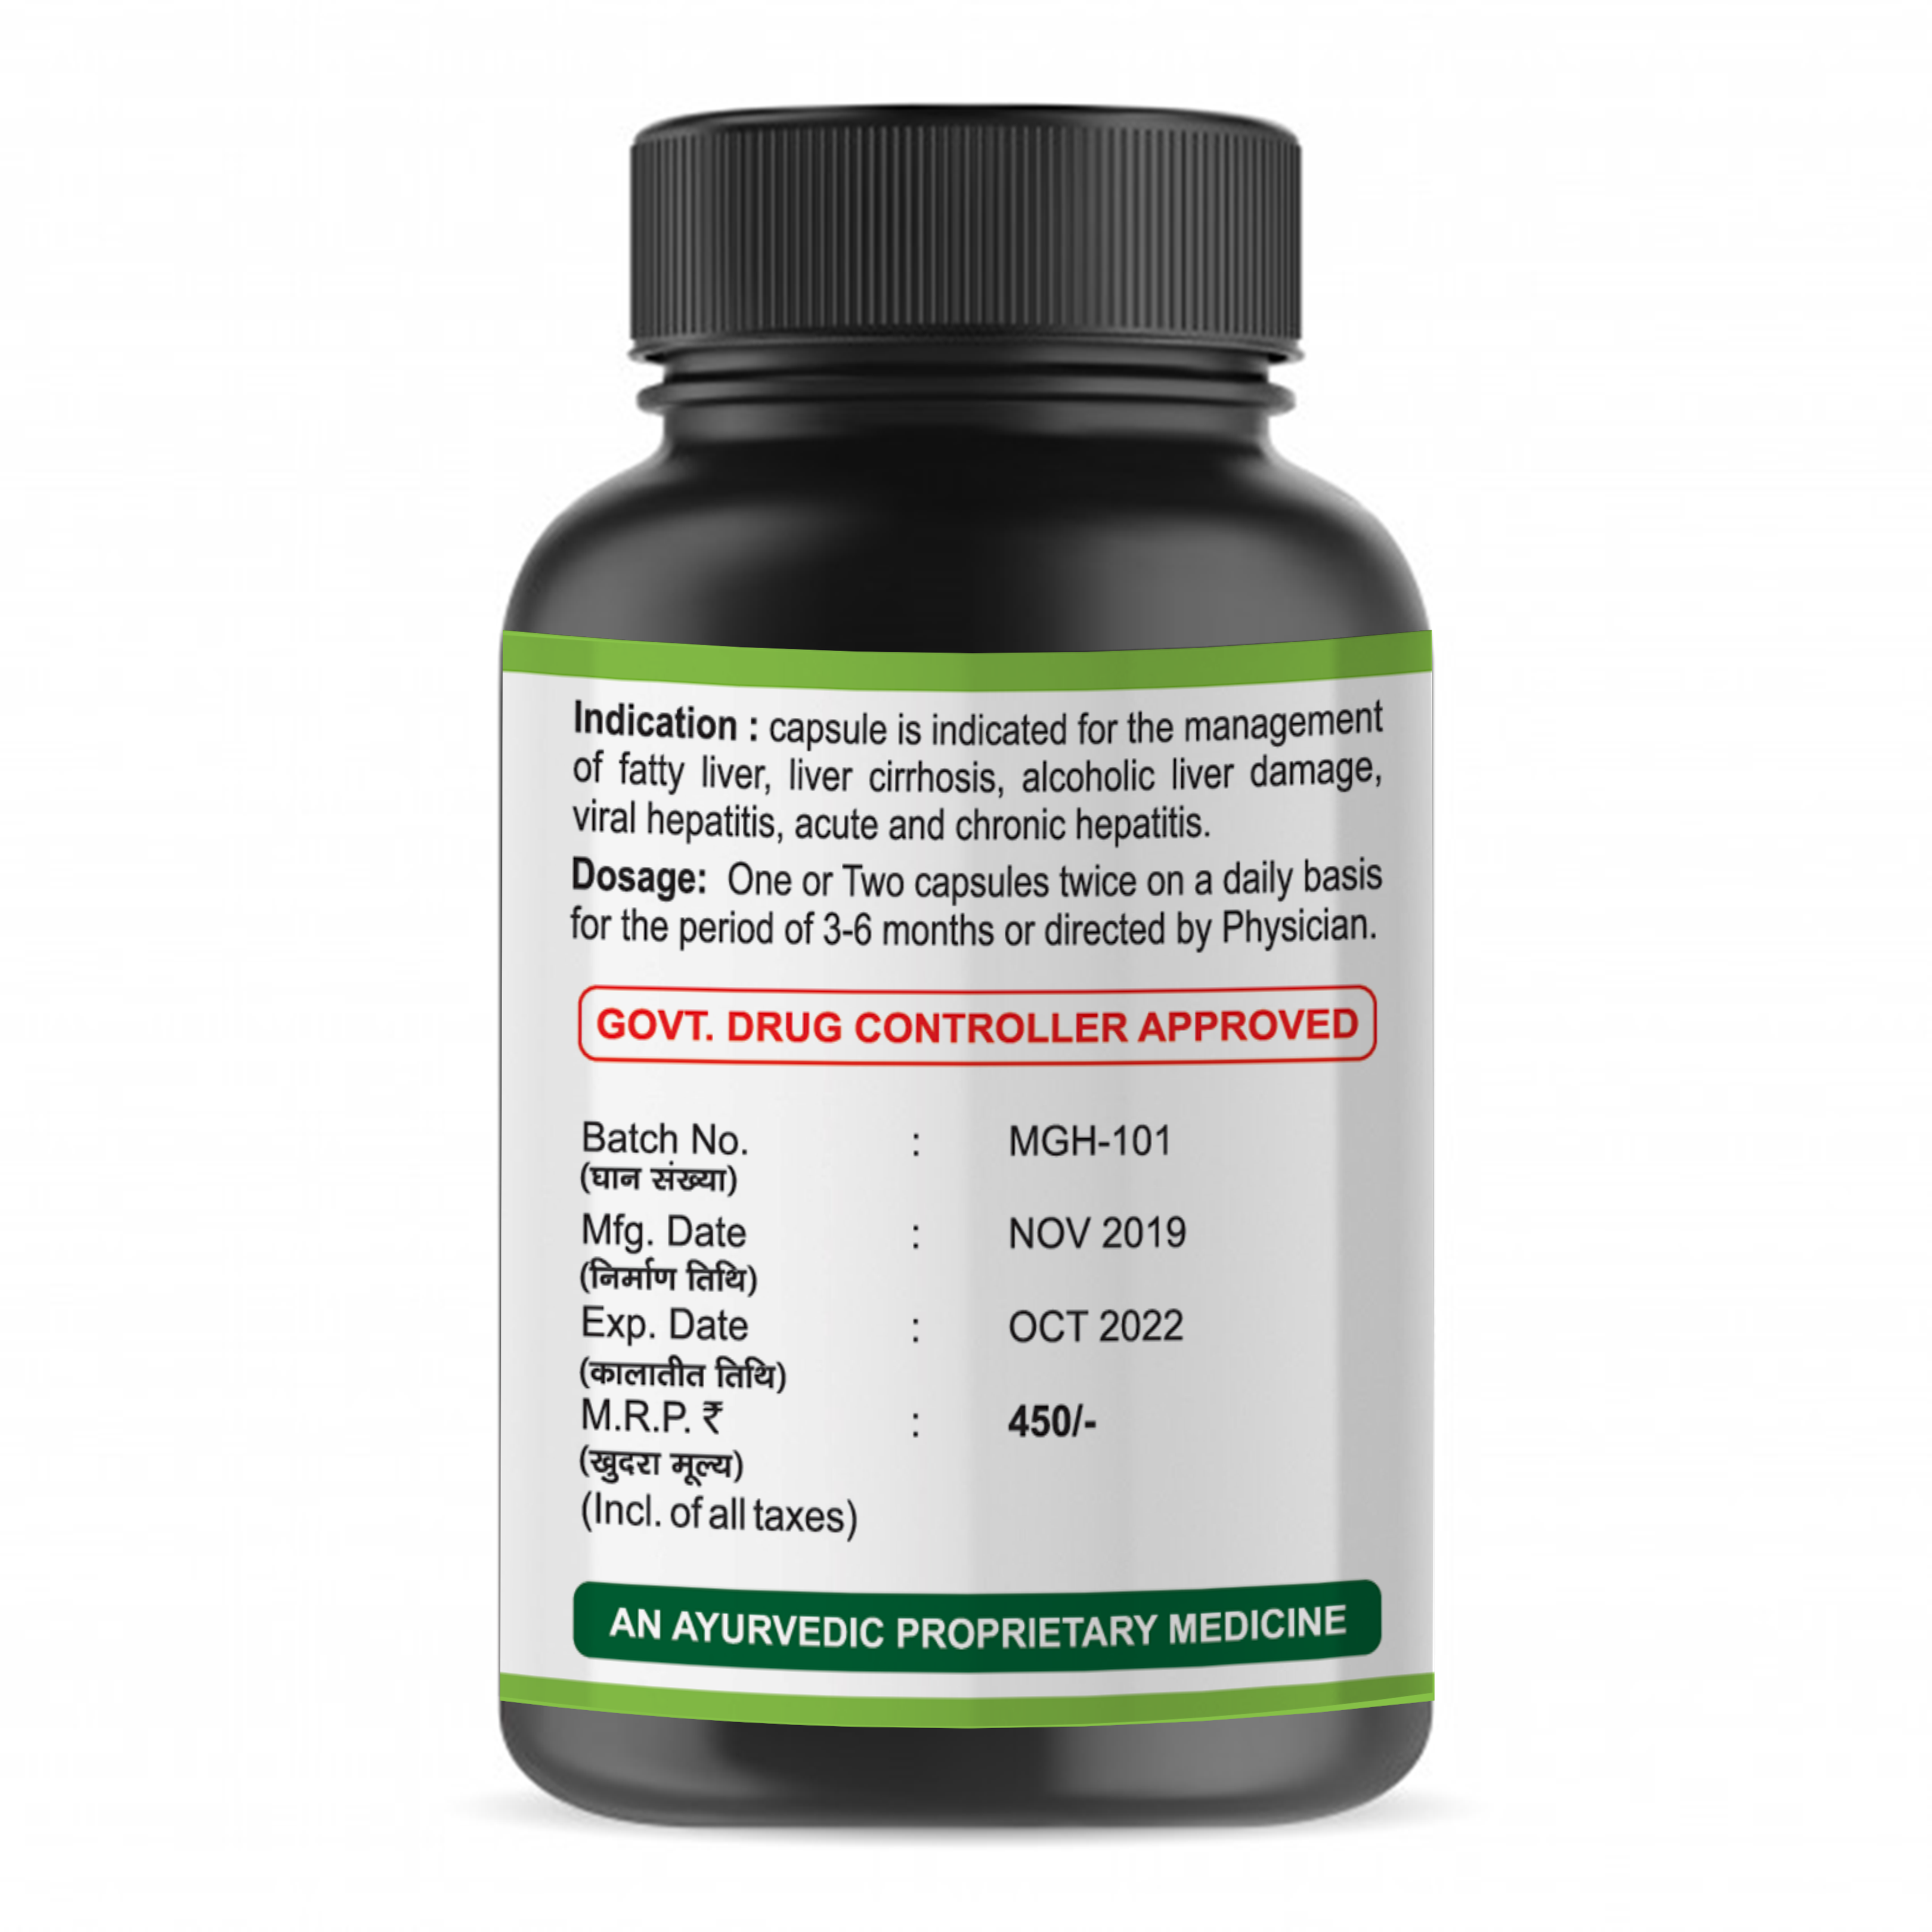 Indication : capsule is indicated for the management
of fatty liver, liver cirrhosis, alcoholic liver damage,
viral hepatitis, acute and chronic hepatitis.
Dosage: One or Two capsules twice on a daily basis
for the period of 3-6 months or directed by Physician.
GOVT. DRUG CONTROLLER APPROVED
Batch No. : MGH-101
(घान संख्या)
Mfg. Date : NOV 2019
(निर्माण तिथि)
Exp. Date : OCT 2022
(कालातीत तिथि)
M.R.P. ₹ : 450/-
(खुदरा मूल्य)
(Incl. of all taxes)
AN AYURVEDIC PROPRIETARY MEDICINE